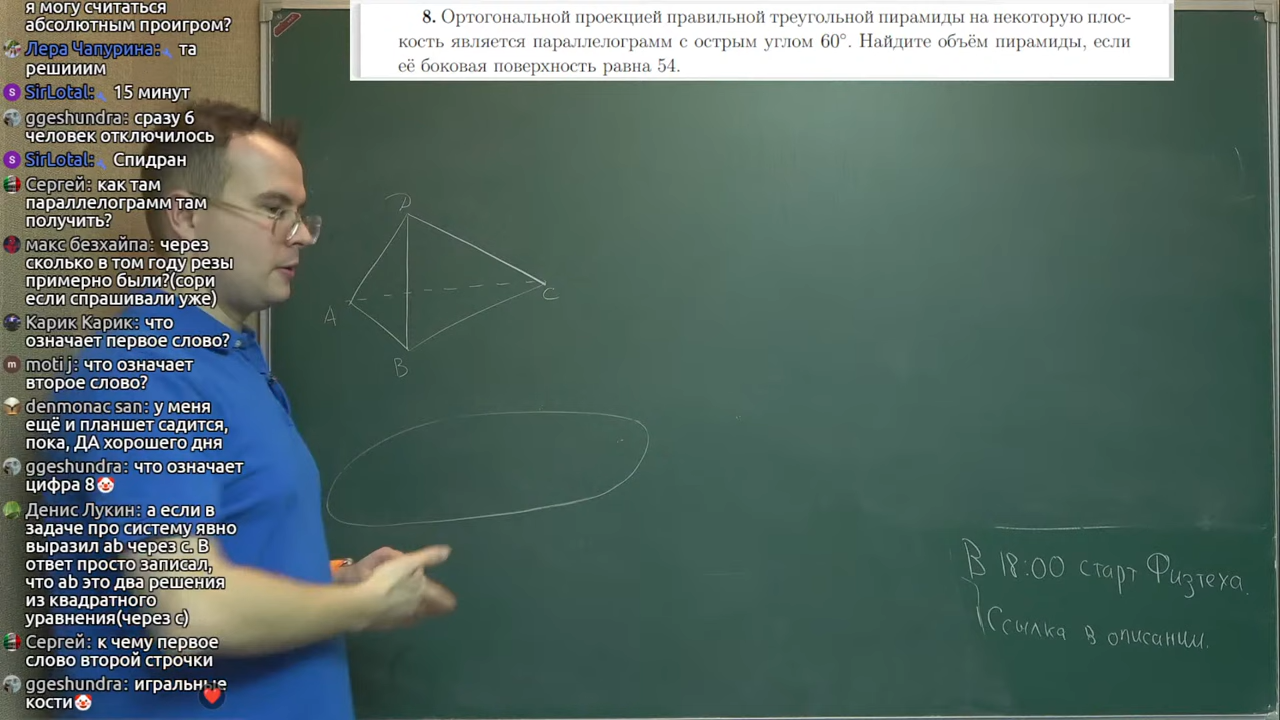 я могу считаться
абсолютным проигром?
Лера Чапурина: та
решииим
SirLotal: 15 минут
ggeshundra: сразу 6
человек отключилось
SirLotal: Спидран
Сергей: как там
параллелограмм там
получить?
макс безхайпа: через
сколько в том году резы
примерно были?(сори
если спрашивали уже)
Карик Карик: что
означает первое слово?
moti j: что означает
второе слово?
denmonac san: у меня
ещё и планшет садится,
пока, ДА хорошего дня
ggeshundra: что означает
цифра 8🤡
Денис Лукин: а если в
задаче про систему явно
выразил ab через c. В
ответ просто записал,
что ab это два решения
из квадратного
уравнения(через с)
Сергей: к чему первое
слово второй строчки
ggeshundra: игральные
кости🤡
8. Ортогональной проекцией правильной треугольной пирамиды на некоторую плос-
кость является параллелограмм с острым углом 60°. Найдите объём пирамиды, если
её боковая поверхность равна 54.
A
B
C
В 18:00 старт Физтеха.
Ссылка в описании.